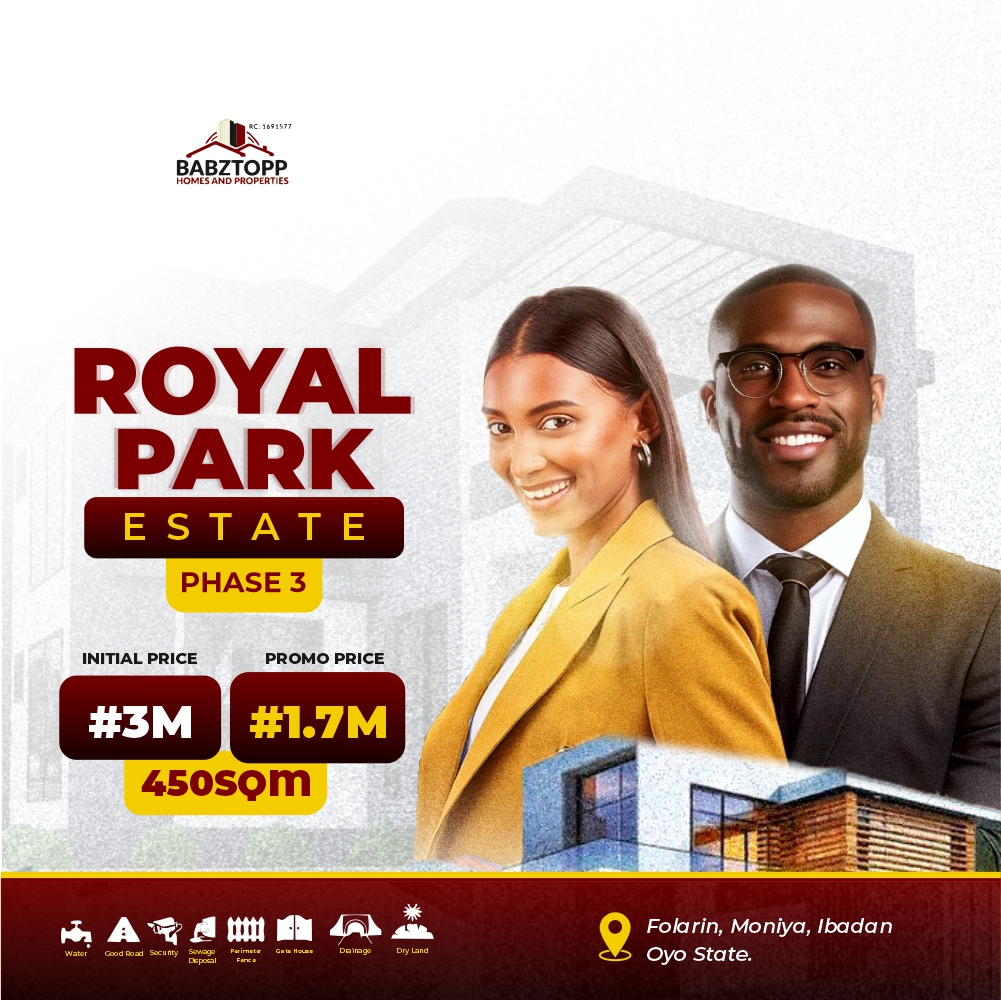 RC: 1691577
BABZTOPP
HOMES AND PROPERTIES
ROYAL
PARK
ESTATE
PHASE 3
INITIAL PRICE
PROMO PRICE
#3M
#1.7M
450sqm
Water
Good Road
Security
Sewage
Disposal
Perimeter
Fence
Gate House
Drainage
Dry Land
Folarin, Moniya, Ibadan
Oyo State.